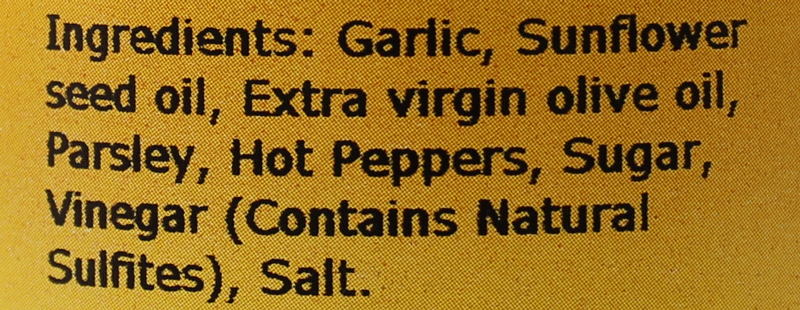 Ingredients: Garlic, Sunflower
seed oil, Extra virgin olive oil,
Parsley, Hot Peppers, Sugar,
Vinegar (Contains Natural
Sulfites), Salt.